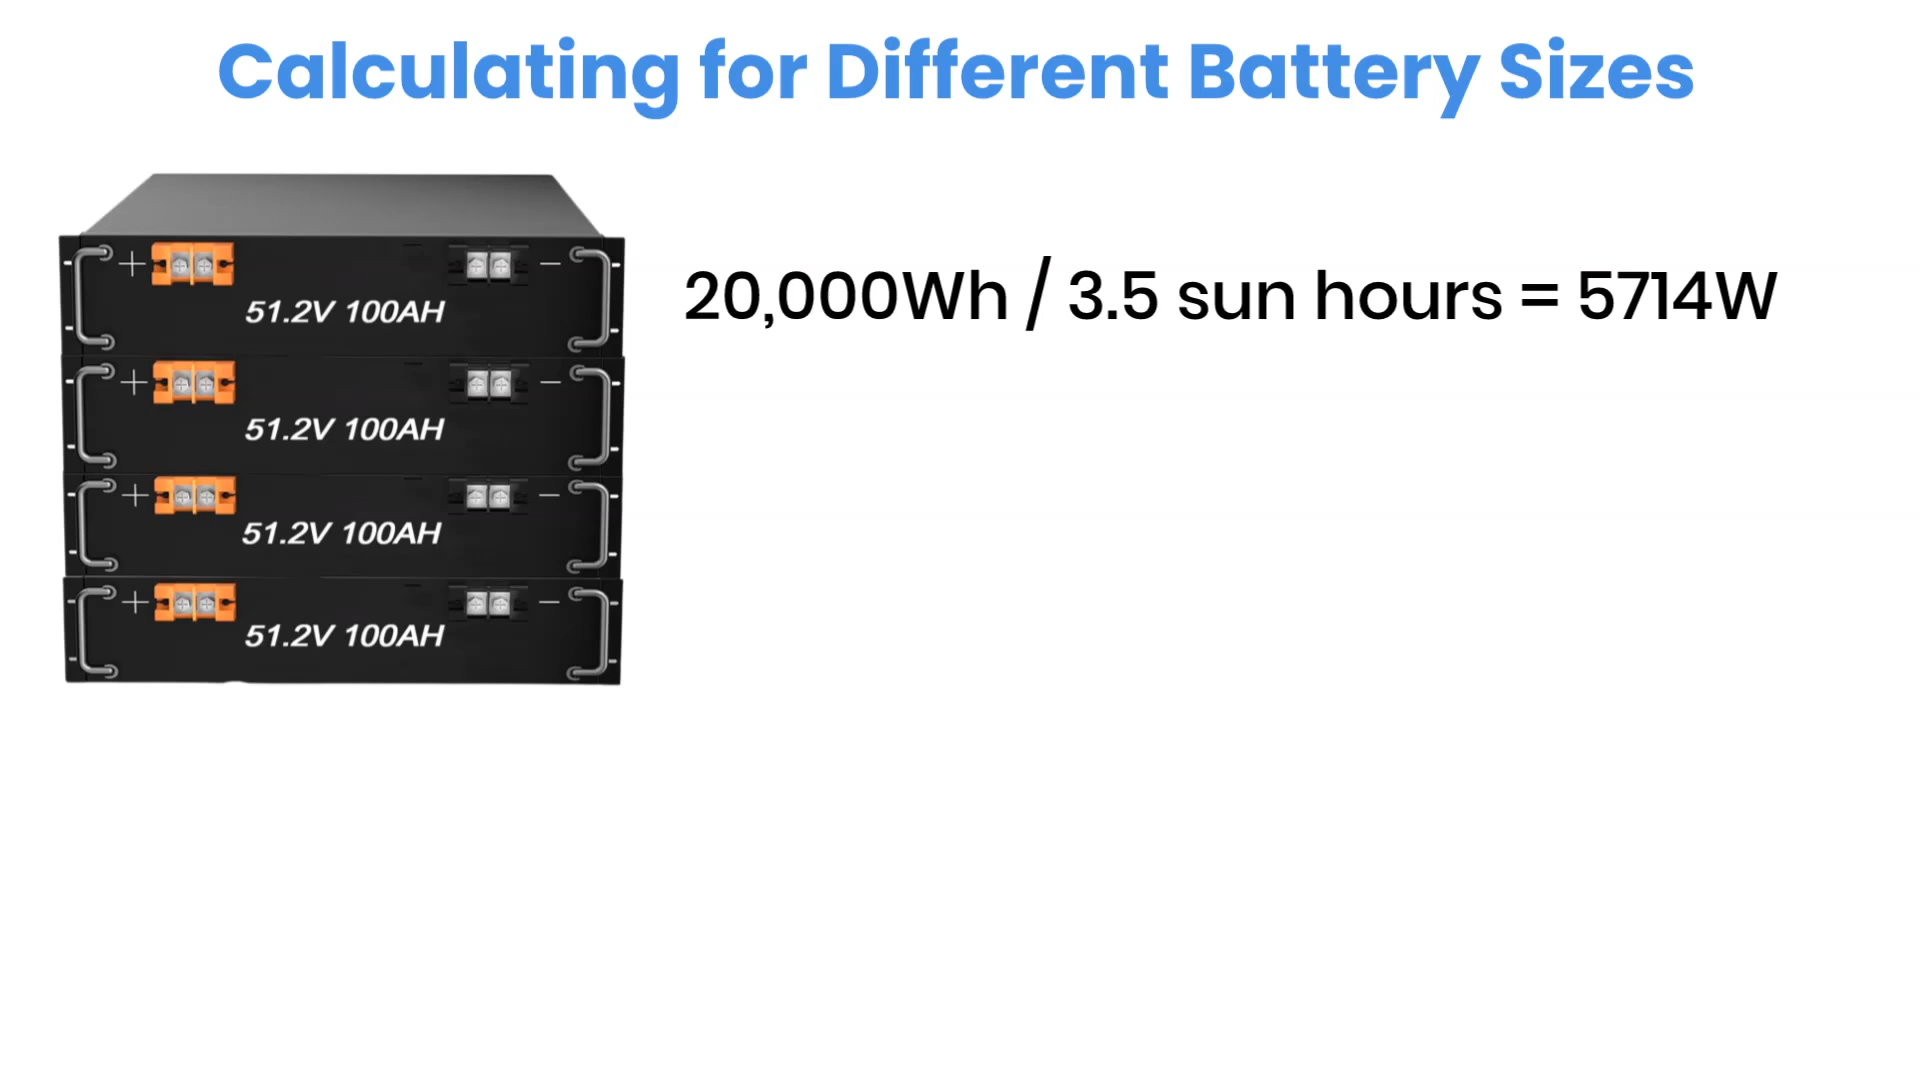 Calculating for Different Battery Sizes
20,000Wh / 3.5 sun hours = 5714W
+ −
51.2V 100AH
+ −
51.2V 100AH
+ −
51.2V 100AH
+ −
51.2V 100AH